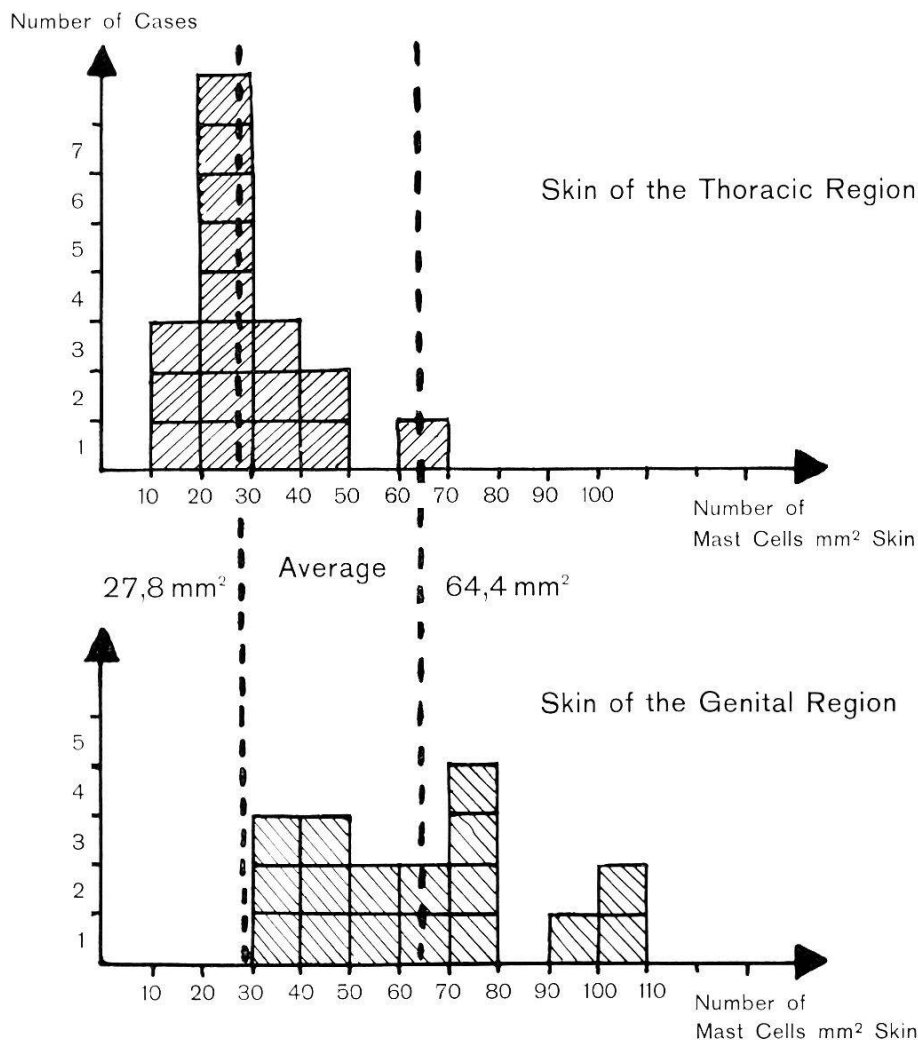 Number of Cases
7
6
5
4
3
2
1
Skin of the Thoracic Region
10 20 30 40 50 60 70 80 90 100
Number of
Mast Cells mm² Skin
Average
27,8 mm² 64,4 mm²
Skin of the Genital Region
5
4
3
2
1
10 20 30 40 50 60 70 80 90 100 110
Number of
Mast Cells mm² Skin